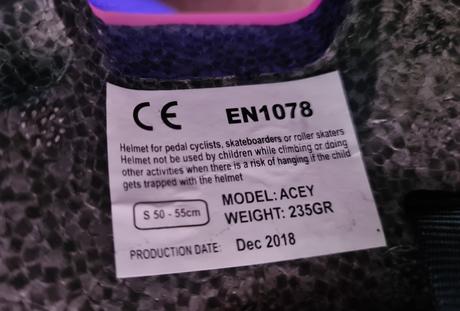 CE EN1078
Helmet for pedal cyclists, skateboarders or roller skaters
Helmet not be used by children while climbing or doing
other activities when there is a risk of hanging if the child
gets trapped with the helmet
S 50 - 55cm
MODEL: ACEY
WEIGHT: 235GR
PRODUCTION DATE: Dec 2018